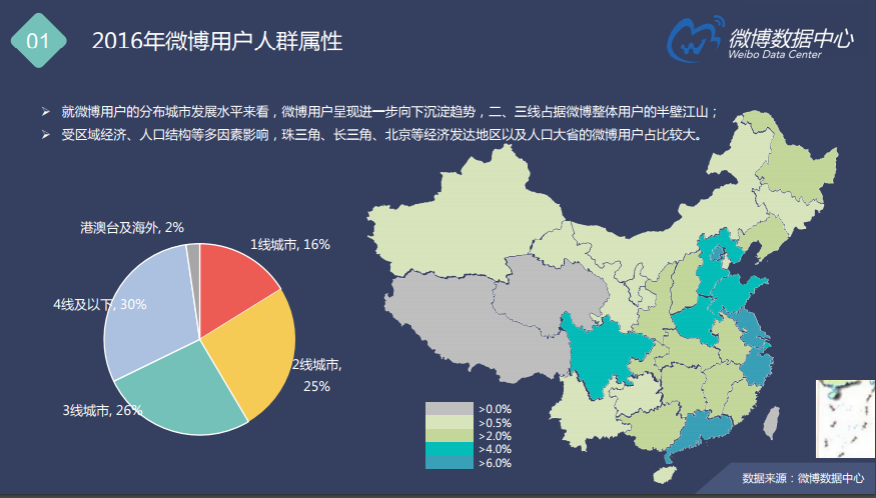 01
2016年微博用户人群属性
微博数据中心
Weibo Data Center
就微博用户的分布城市发展水平来看，微博用户呈现进一步向下沉淀趋势，二、三线占据微博整体用户的半壁江山；
受区域经济、人口结构等多因素影响，珠三角、长三角、北京等经济发达地区以及人口大省的微博用户占比较大。
港澳台及海外, 2%
1线城市, 16%
4线及以下, 30%
2线城市,
25%
3线城市, 26%
>0.0%
>0.5%
>2.0%
>4.0%
>6.0%
数据来源：微博数据中心